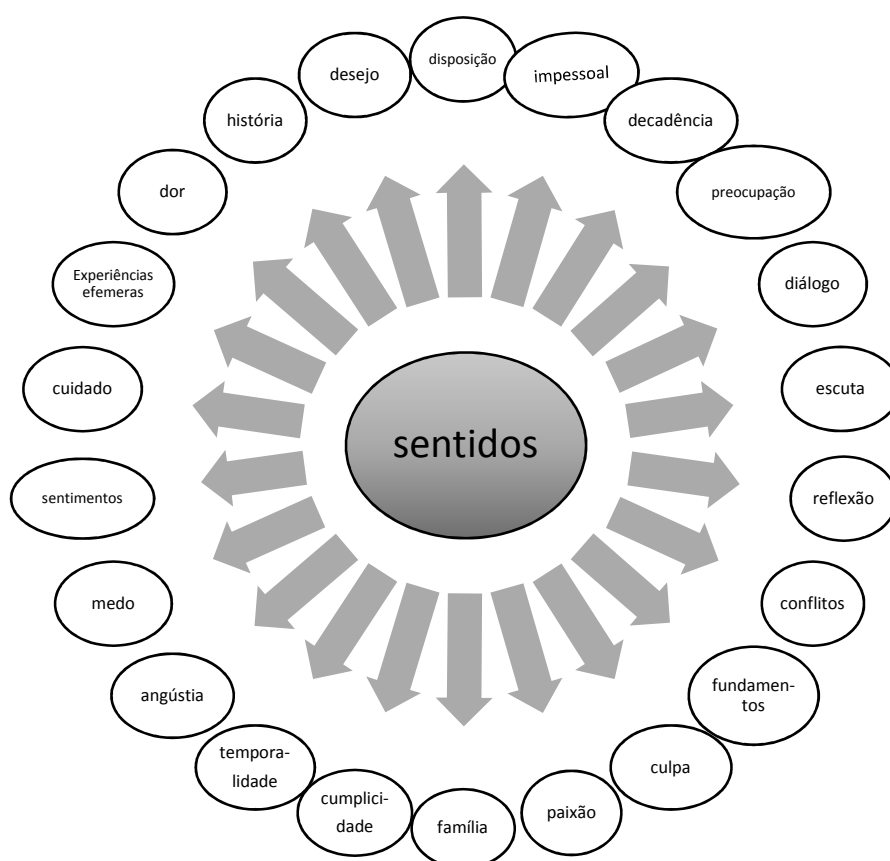 disposição
impessoal
decadência
preocupação
diálogo
escuta
reflexão
conflitos
fundamen-
tos
culpa
paixão
família
cumplici-
dade
tempora-
lidade
angústia
medo
sentimentos
cuidado
Experiências
efemeras
dor
história
desejo
sentidos